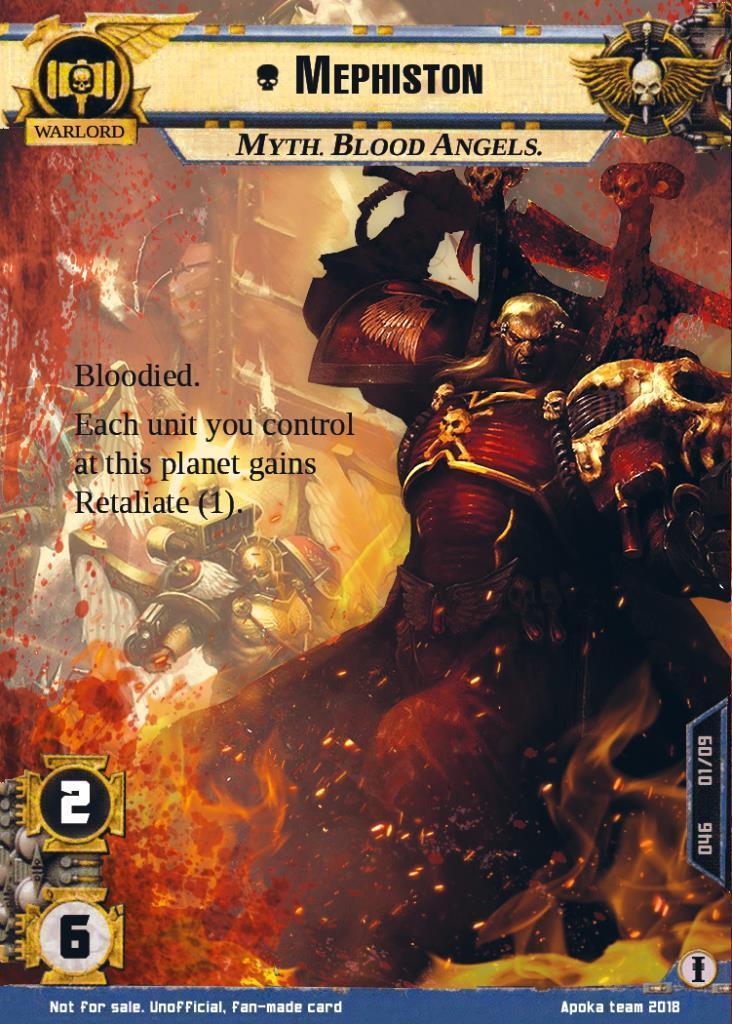 Mephiston
WARLORD
Myth. Blood Angels.
Bloodied.
Each unit you control
at this planet gains
Retaliate (1).
2
6
01/09
046
I
Not for sale. Unofficial, Fan-made card
Apoka team 2018